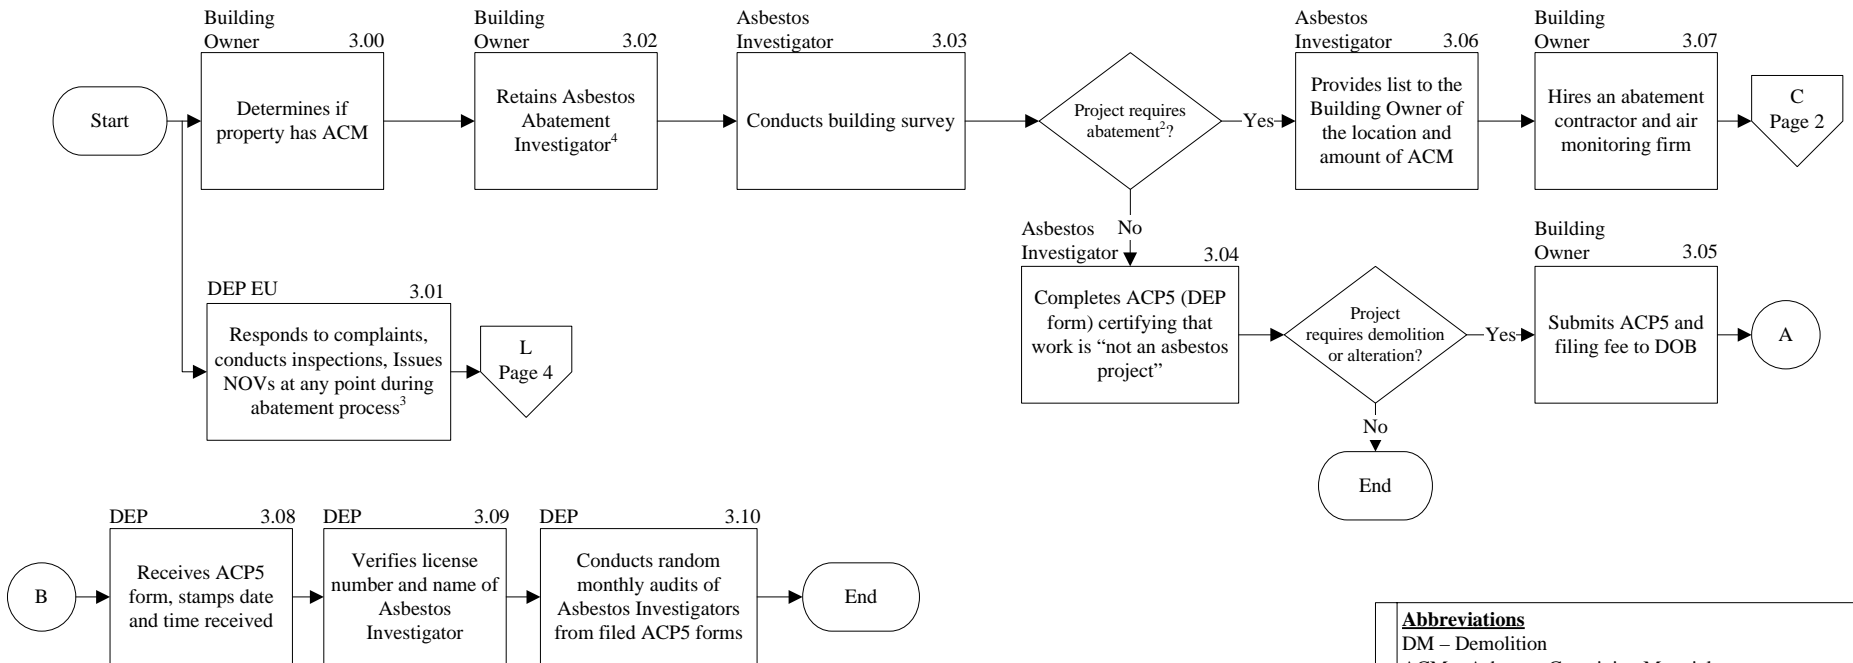 Building
Owner 3.00
Determines if
property has ACM
Building
Owner 3.02
Retains Asbestos
Abatement
Investigator4
Asbestos
Investigator 3.03
Conducts building survey
Project requires
abatement2?
Yes
Asbestos
Investigator 3.06
Provides list to the
Building Owner of
the location and
amount of ACM
Building
Owner 3.07
Hires an abatement
contractor and air
monitoring firm
C
Page 2
Start
No
DEP EU 3.01
Responds to complaints,
conducts inspections, Issues
NOVs at any point during
abatement process3
L
Page 4
Asbestos
Investigator 3.04
Completes ACP5 (DEP
form) certifying that
work is “not an asbestos
project”
Project
requires demolition
or alteration?
Yes
Building
Owner 3.05
Submits ACP5 and
filing fee to DOB
A
No
End
B
DEP 3.08
Receives ACP5
form, stamps date
and time received
DEP 3.09
Verifies license
number and name of
Asbestos
Investigator
DEP 3.10
Conducts random
monthly audits of
Asbestos Investigators
from filed ACP5 forms
End
Abbreviations
DM – Demolition